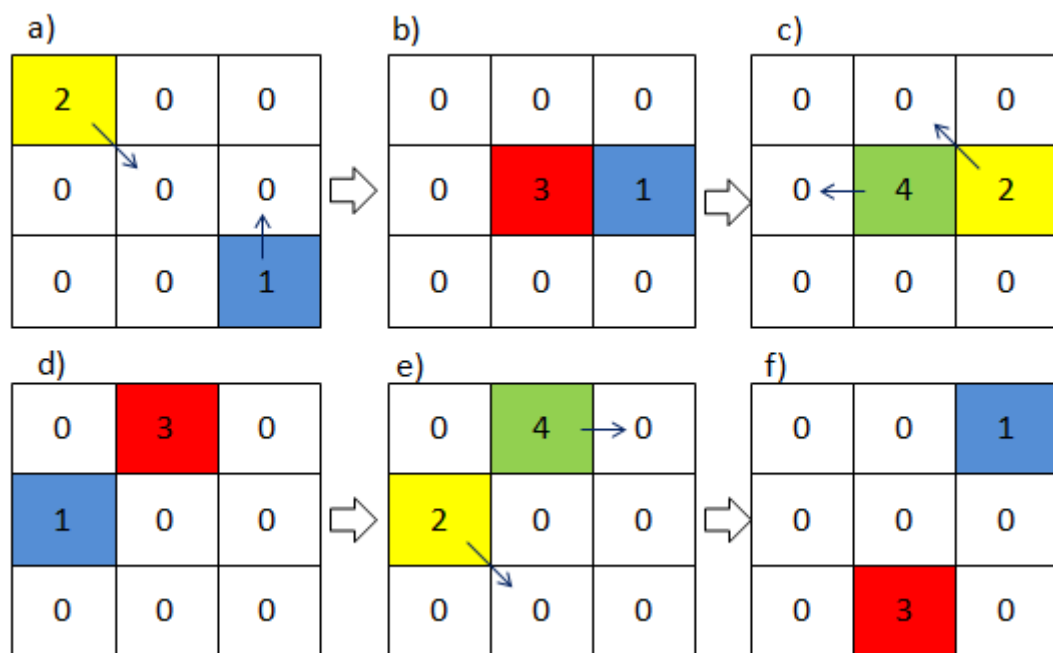 a) b) c)
2 0 0 0 0 0 0 0 0
0 0 0 0 3 1 0 4 2
0 0 1 0 0 0 0 0 0
d) e) f)
0 3 0 0 4 0 0 0 1
1 0 0 2 0 0 0 0 0
0 0 0 0 0 0 0 3 0